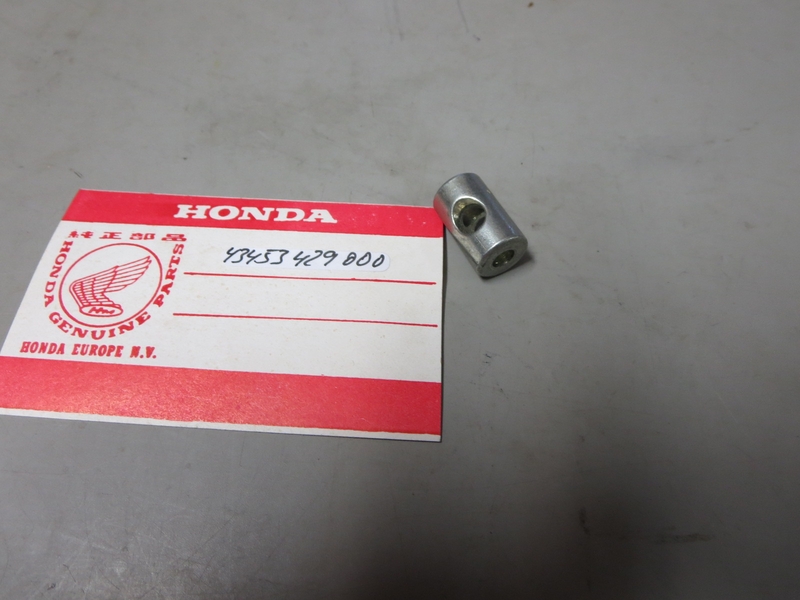 HONDA
純正部品
43453 429 000
HONDA GENUINE PARTS
HONDA EUROPE N.V.